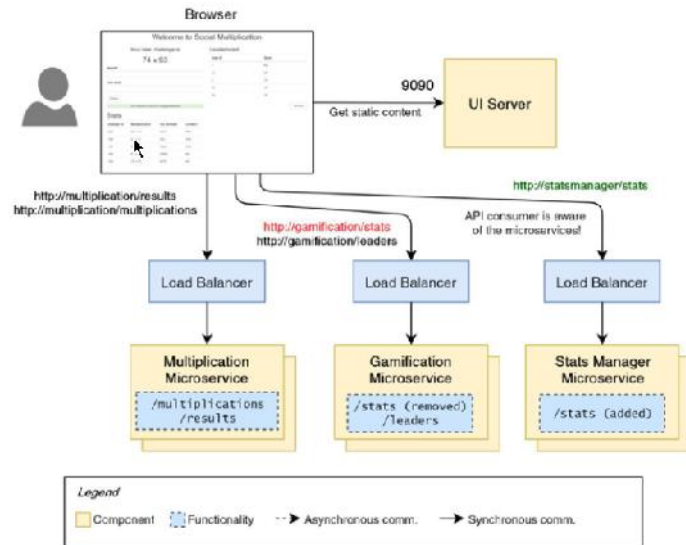 Browser
Welcome to Social Multiplication
74 x 60
Stats
9090
Get static content
UI Server
http://multiplication/results
http://multiplication/multiplications
http://gamification/stats
http://gamification/leaders
http://statsmanager/stats
API consumer is aware
of the microservices!
Load Balancer
Load Balancer
Load Balancer
Multiplication
Microservice
/multiplications
/results
Gamification
Microservice
/stats (removed)
/leaders
Stats Manager
Microservice
/stats (added)
Legend
Component
Functionality
Asynchronous comm.
Synchronous comm.